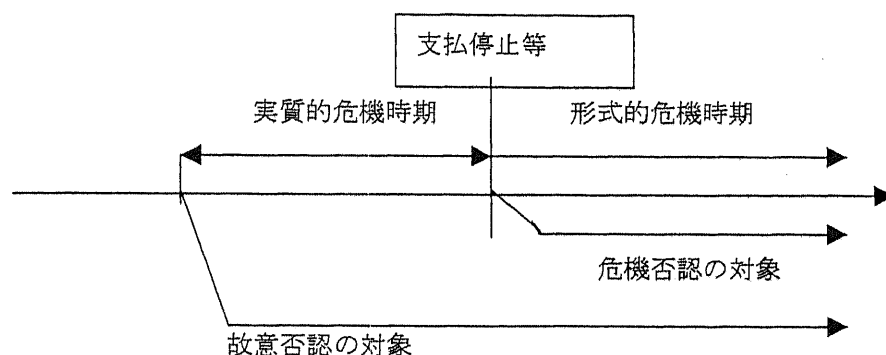 支払停止等
実質的危機時期
形式的危機時期
危機否認の対象
故意否認の対象